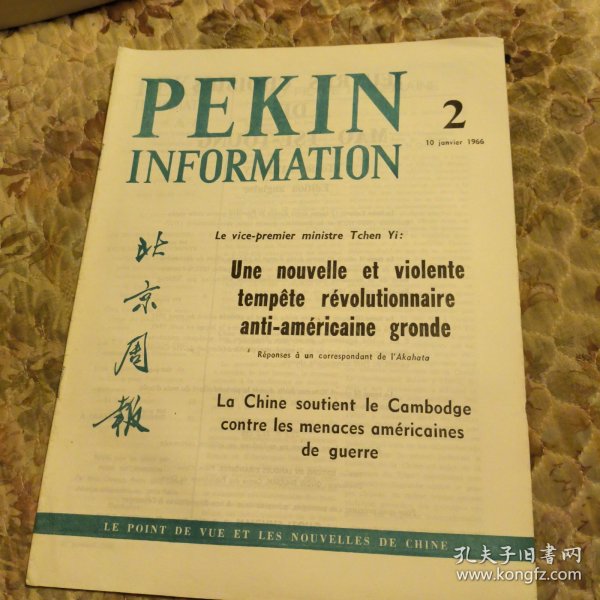 PEKIN
INFORMATION
2
10 janvier 1966
Le vice-premier ministre Tchen Yi:
Une nouvelle et violente
tempête révolutionnaire
anti-américaine gronde
Réponses à un correspondant de l'Akahata
La Chine soutient le Cambodge
contre les menaces américaines
de guerre
北京周报
LE POINT DE VUE ET LES NOUVELLES DE CHINE
孔夫子旧书网
www.kongfz.com